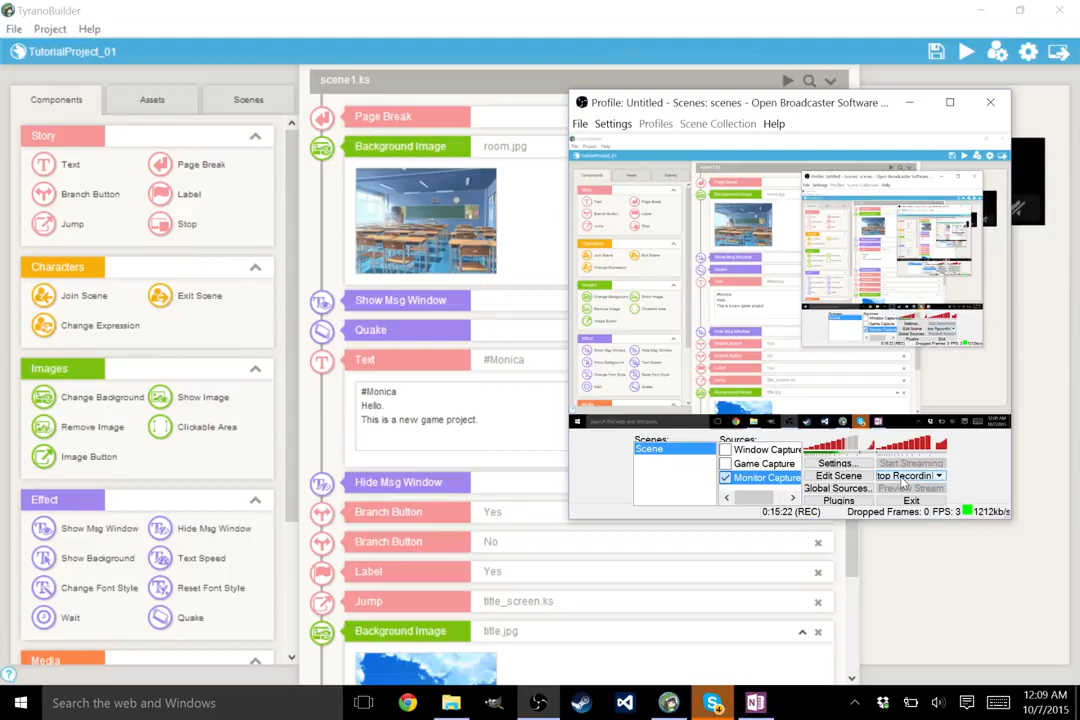 TyranoBuilder
File Project Help
TutorialProject_01
Components Assets Scenes
Story
Text Page Break
Branch Button Label
Jump Stop
Characters
Join Scene Exit Scene
Change Expression
Images
Change Background Show Image
Remove Image Clickable Area
Image Button
Effect
Show Msg Window Hide Msg Window
Show Background Text Speed
Change Font Style Reset Font Style
Wait Quake
Media
scene1.ks
Page Break
Background Image room.jpg
Show Msg Window
Quake
Text #Monica
#Monica
Hello.
This is a new game project.
Hide Msg Window
Branch Button Yes
Branch Button No
Label Yes
Jump title_screen.ks
Background Image title.jpg
Profile: Untitled - Scenes: scenes - Open Broadcaster Software ...
File Settings Profiles Scene Collection Help
Scenes: Sources:
Scene
Window Capture
Game Capture
Monitor Capture
Settings... Start Streaming
Edit Scene top Recordin
Global Sources.. Preview Stream
Plugins Exit
0:15:22 (REC) Dropped Frames: 0 FPS: 3 1212kb/s
Search the web and Windows
4
12:09 AM
10/7/2015